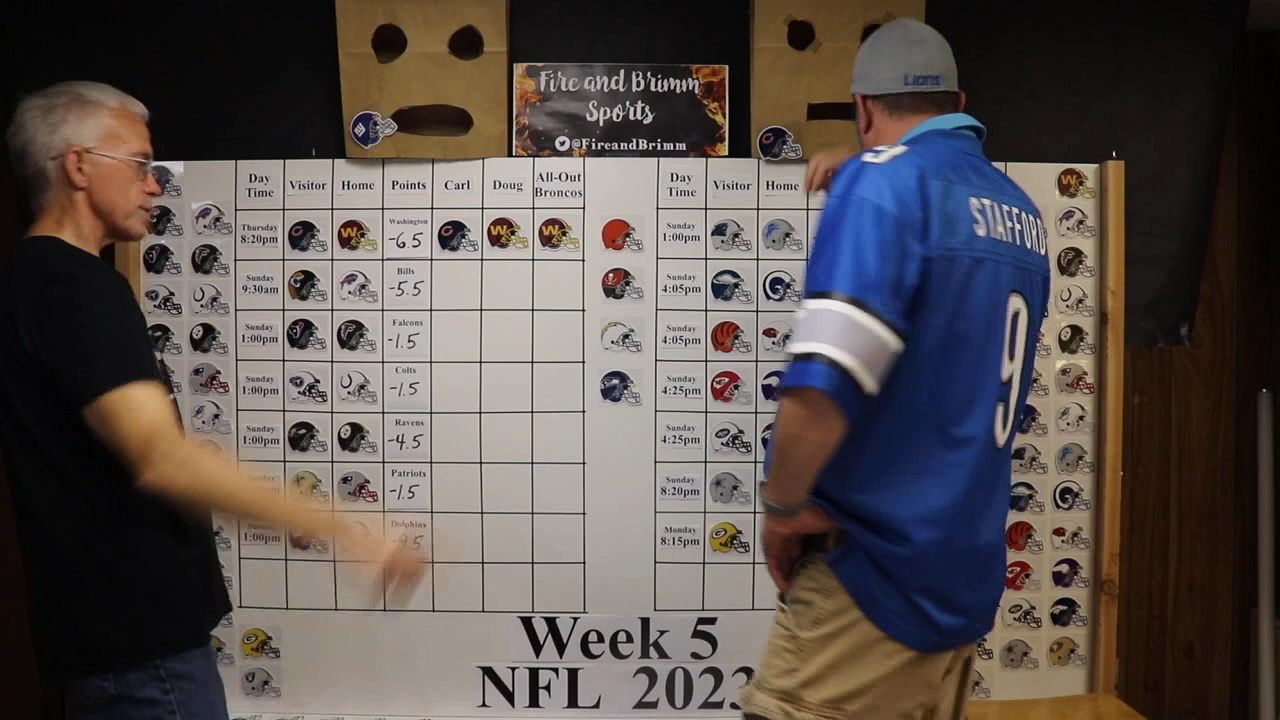 Fire and Brimm
Sports
@FireandBrimm
LIONS
STAFFORD
9
9
Day Time Visitor Home Points Carl Doug All-Out Broncos
Thursday 8:20pm Washington -6.5
Sunday 9:30am Bills -5.5
Sunday 1:00pm Falcons -1.5
Sunday 1:00pm Colts -1.5
Sunday 1:00pm Ravens -4.5
Patriots -1.5
1:00pm Dolphins
Day Time Visitor Home
Sunday 1:00pm
Sunday 4:05pm
Sunday 4:05pm
Sunday 4:25pm
Sunday 4:25pm
Sunday 8:20pm
Monday 8:15pm
Week 5
NFL 2023